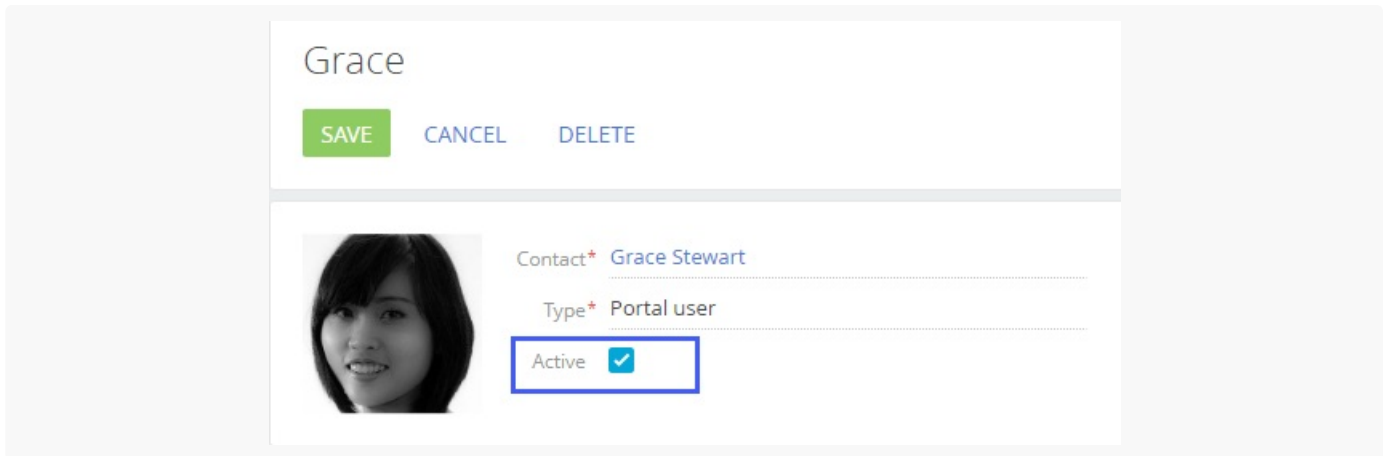 Grace
SAVE CANCEL DELETE
Contact* Grace Stewart
Type* Portal user
Active